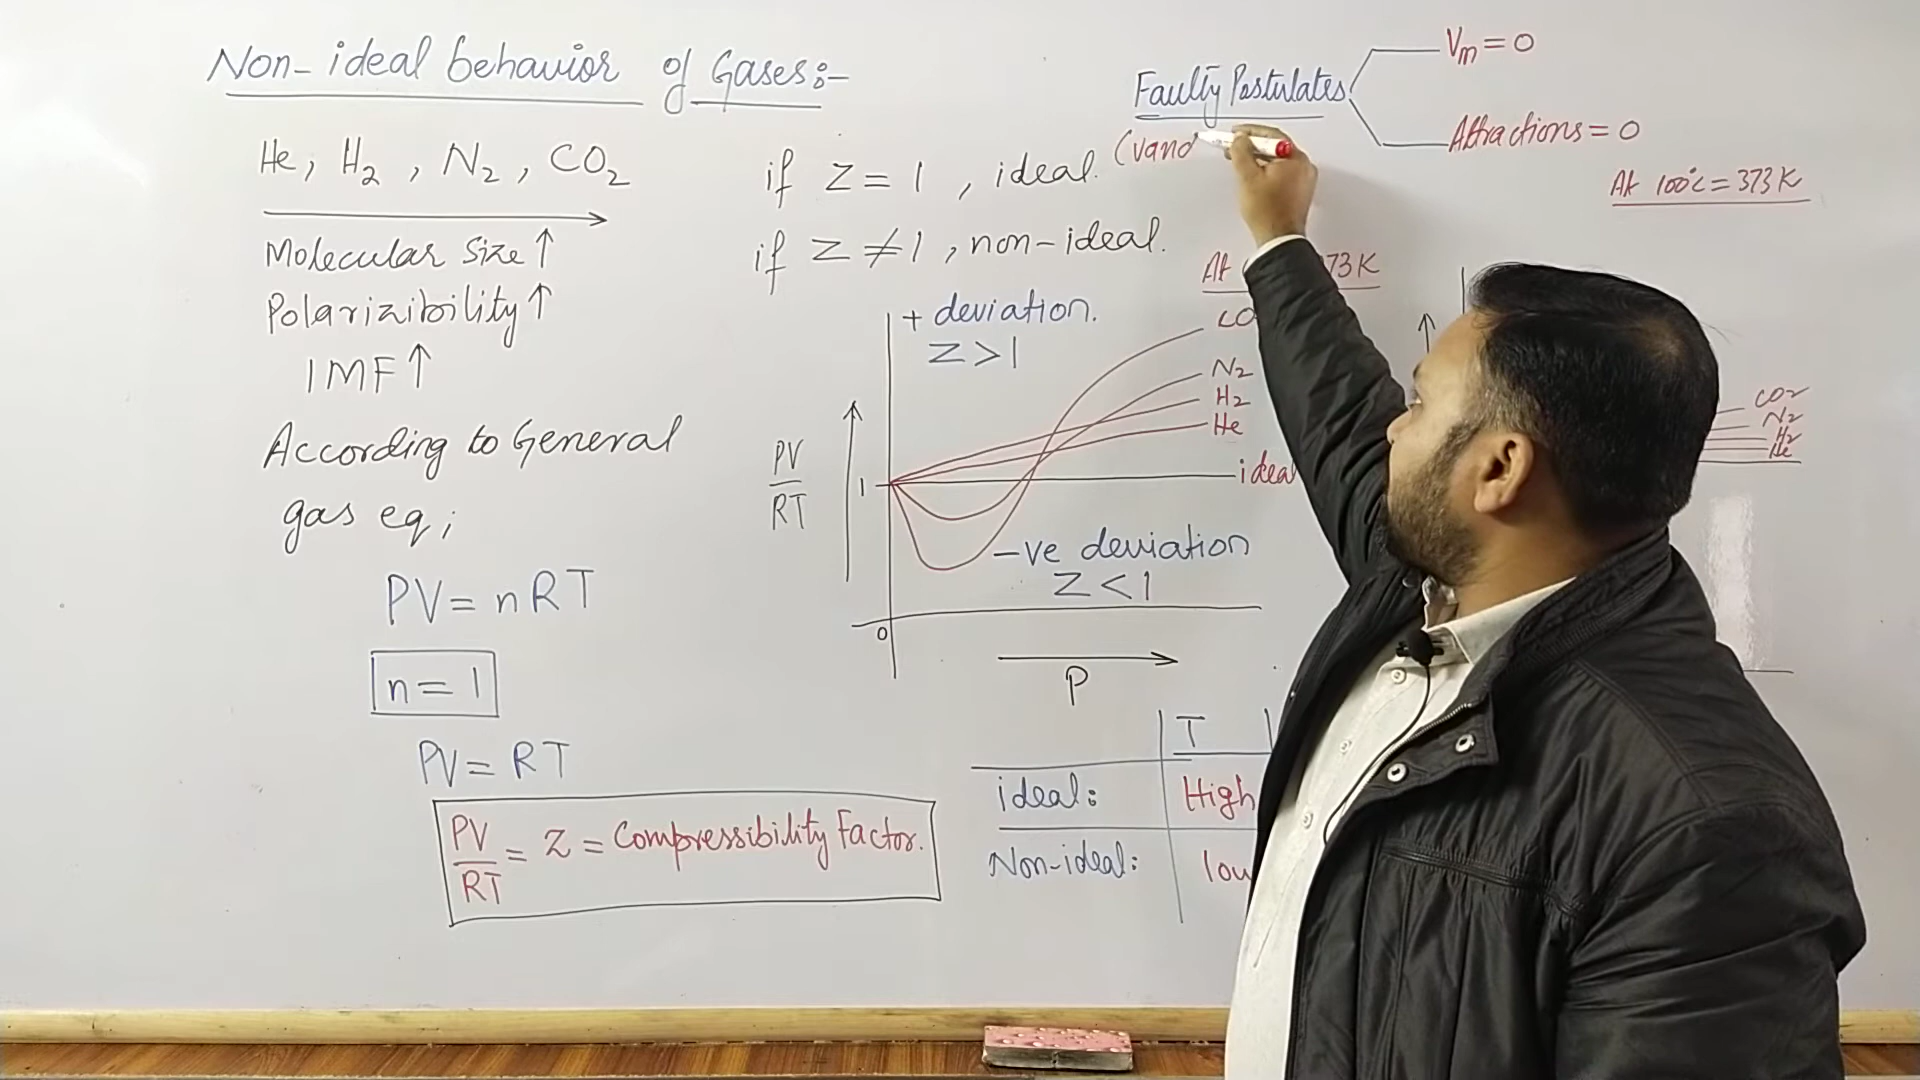 Non-ideal behavior of Gases:-
He, H₂, N₂, CO₂
Molecular Size ↑
Polarizibility ↑
IMF ↑
According to General
gas eq;
PV = nRT
n = 1
PV = RT
PV/RT = Z = Compressibility Factor.
if Z = 1, ideal.
if Z ≠ 1, non-ideal.
+ deviation.
Z > 1
PV/RT
1
0
N₂
H₂
He
-ve deviation
Z < 1
P
T
ideal: High
Non-ideal:
Faulty Postulates
Vm = 0
Attractions = 0
At 100°C = 373K
CO₂
N₂
H₂
He